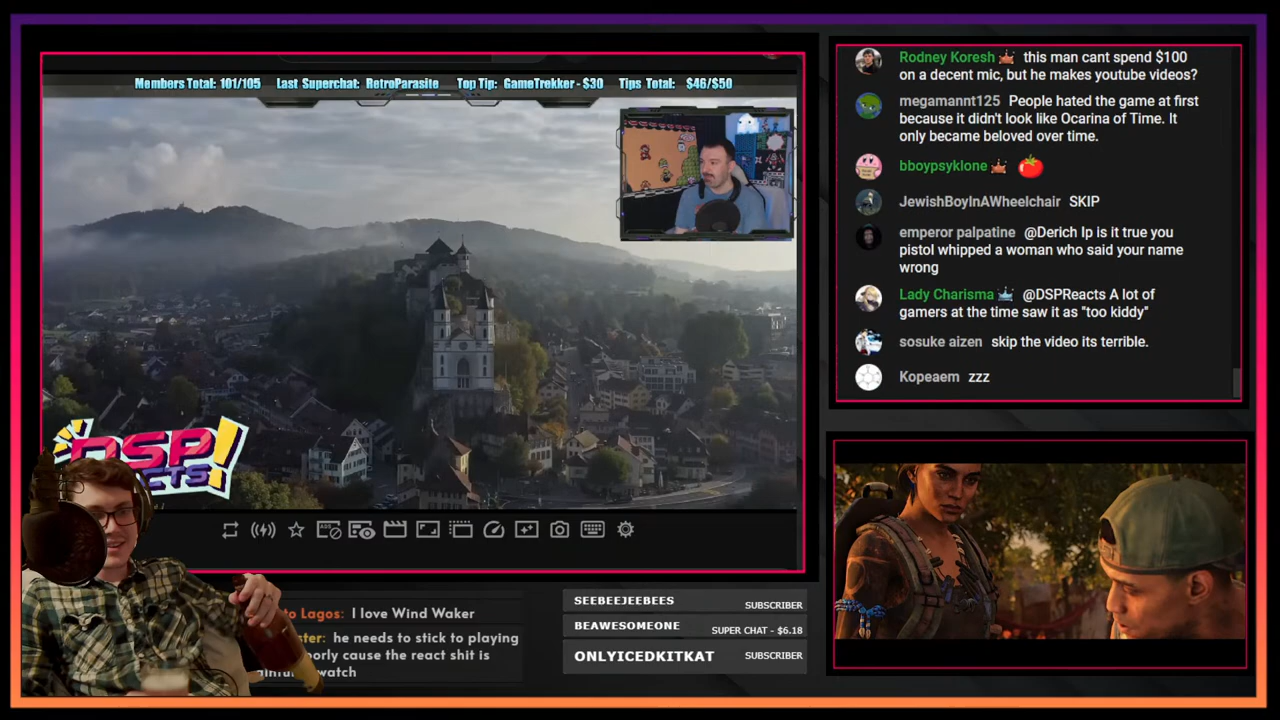 Members Total: 101/105 Last Superchat: RetroParasite Top Tip: GameTrekker - $30 Tips Total: $46/$50
DSP
Rodney Koresh this man cant spend $100
on a decent mic, but he makes youtube videos?
megamannt125 People hated the game at first
because it didn't look like Ocarina of Time. It
only became beloved over time.
bboypsyklone
JewishBoyInAWheelchair SKIP
emperor palpatine @Derich Ip is it true you
pistol whipped a woman who said your name
wrong
Lady Charisma @DSPReacts A lot of
gamers at the time saw it as "too kiddy"
sosuke aizen skip the video its terrible.
Kopeaem zzz
to Lagos: I love Wind Waker
he needs to stick to playing
cause the react shit is
watch
SEEBEEJEEBEES SUBSCRIBER
BEAWESOMEONE SUPER CHAT - $6.18
ONLYICEDKITKAT SUBSCRIBER